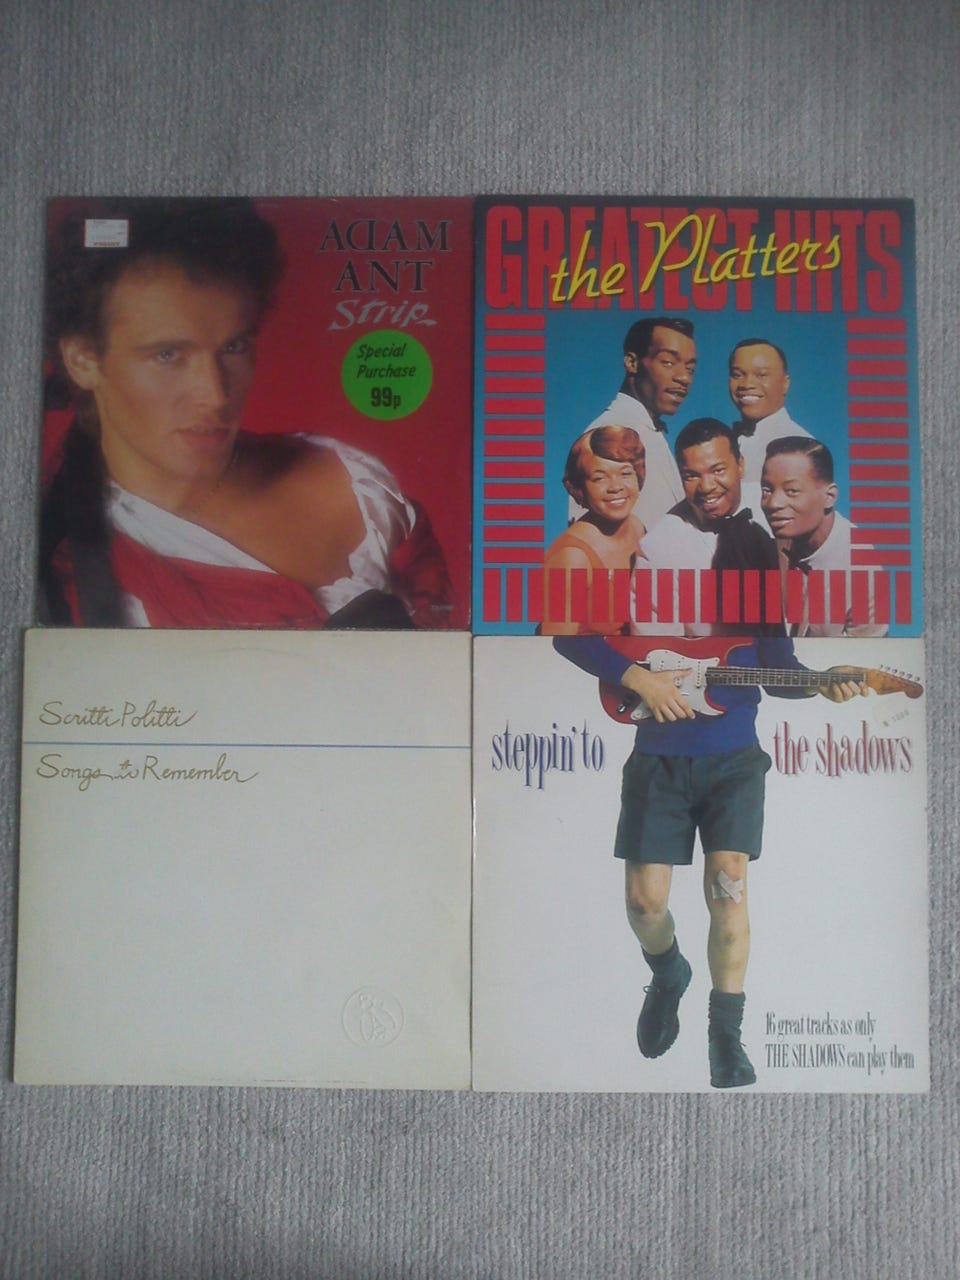 ADAM
ANT
Strip
Special
Purchase
99p
GREATEST HITS
the Platters
Scritti Politti
Songs to Remember
steppin' to
the shadows
16 great tracks as only
THE SHADOWS can play them